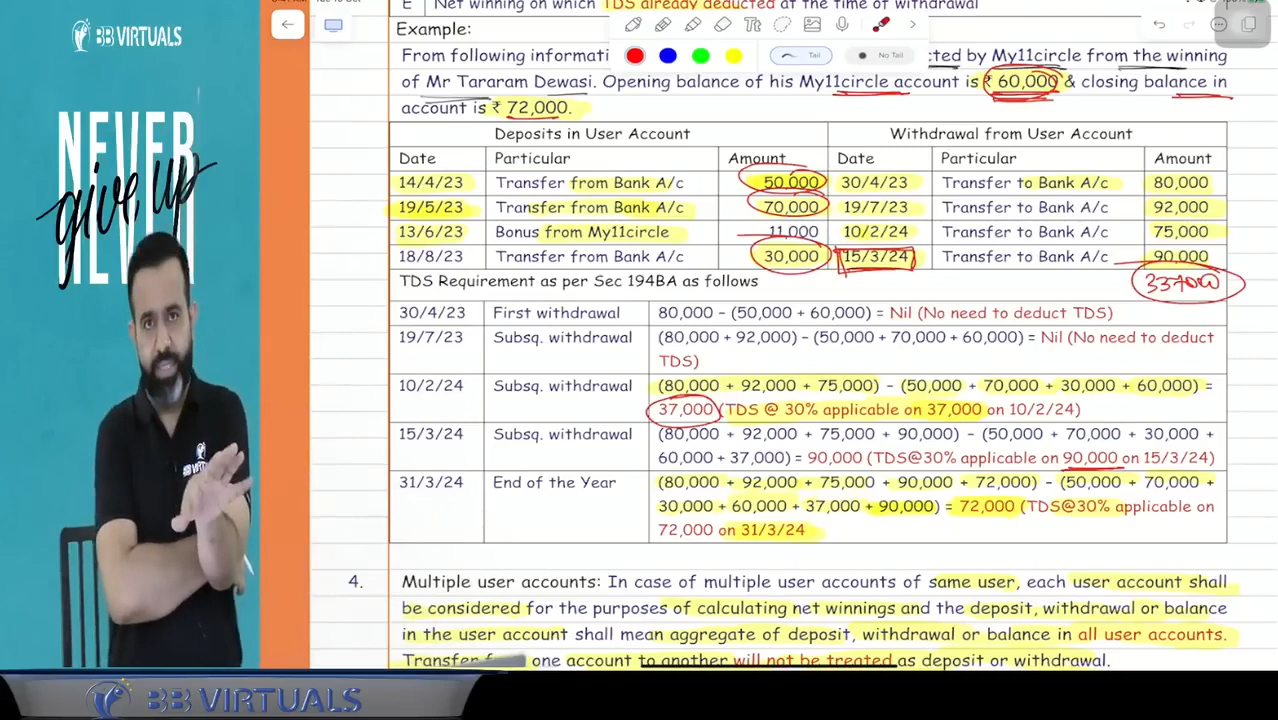 BB VIRTUALS
NEVER
give up
NEVER
BB VIRTUALS
E Net winning on which TDS already deducted at the time of withdrawal
Tail
No Tail
Example:
From following informati cted by My11circle from the winning
of Mr Tararam Dewasi. Opening balance of his My11circle account is ₹ 60,000 & closing balance in
account is ₹ 72,000.
Deposits in User Account Withdrawal from User Account
Date Particular Amount Date Particular Amount
14/4/23 Transfer from Bank A/c 50,000 30/4/23 Transfer to Bank A/c 80,000
19/5/23 Transfer from Bank A/c 70,000 19/7/23 Transfer to Bank A/c 92,000
13/6/23 Bonus from My11circle 11,000 10/2/24 Transfer to Bank A/c 75,000
18/8/23 Transfer from Bank A/c 30,000 15/3/24 Transfer to Bank A/c 90,000
TDS Requirement as per Sec 194BA as follows
337000
30/4/23 First withdrawal 80,000 – (50,000 + 60,000) = Nil (No need to deduct TDS)
19/7/23 Subsq. withdrawal (80,000 + 92,000) – (50,000 + 70,000 + 60,000) = Nil (No need to deduct
TDS)
10/2/24 Subsq. withdrawal (80,000 + 92,000 + 75,000) – (50,000 + 70,000 + 30,000 + 60,000) =
37,000 (TDS @ 30% applicable on 37,000 on 10/2/24)
15/3/24 Subsq. withdrawal (80,000 + 92,000 + 75,000 + 90,000) – (50,000 + 70,000 + 30,000 +
60,000 + 37,000) = 90,000 (TDS@30% applicable on 90,000 on 15/3/24)
31/3/24 End of the Year (80,000 + 92,000 + 75,000 + 90,000 + 72,000) – (50,000 + 70,000 +
30,000 + 60,000 + 37,000 + 90,000) = 72,000 (TDS@30% applicable on
72,000 on 31/3/24
4. Multiple user accounts: In case of multiple user accounts of same user, each user account shall
be considered for the purposes of calculating net winnings and the deposit, withdrawal or balance
in the user account shall mean aggregate of deposit, withdrawal or balance in all user accounts.
Transfer one account to another will not be treated as deposit or withdrawal.
BB VIRTUALS